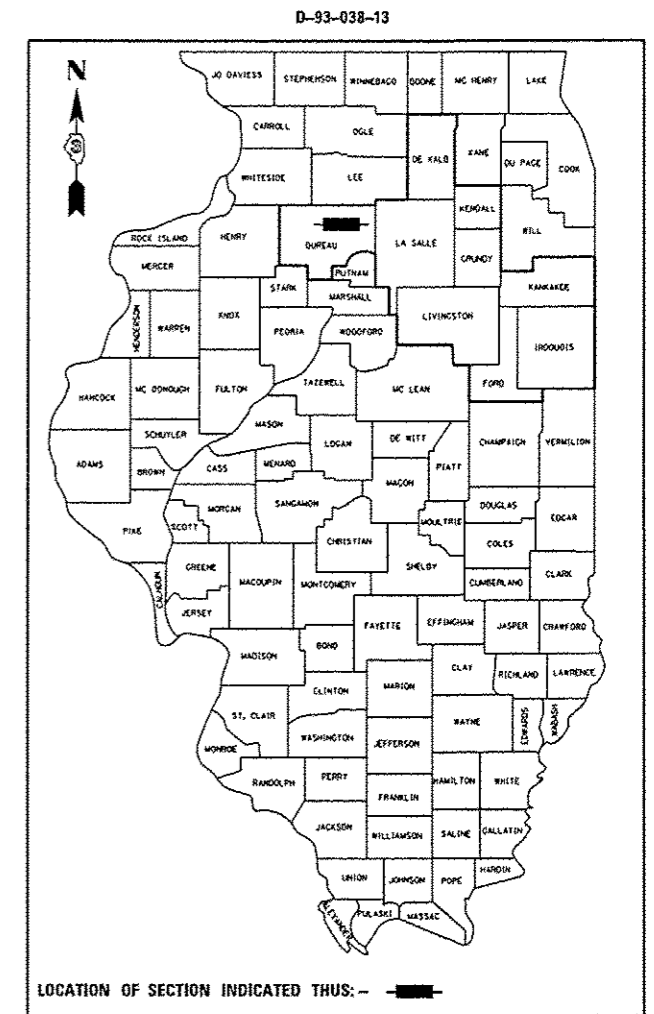 D-93-038-13
N
JO DAVIESS STEPHENSON WINNEBAGO BOONE MC HENRY LAKE
CARROLL OGLE
DE KALB KANE DU PAGE COOK
WHITESIDE LEE
KENDALL WILL
ROCK ISLAND HENRY BUREAU LA SALLE GRUNDY
MERCER PUTNAM KANKAKEE
STARK MARSHALL LIVINGSTON
HENDERSON WARREN KNOX PEORIA WOODFORD IROQUOIS
HANCOCK MC DONOUGH FULTON TAZEWELL MC LEAN FORD
SCHUYLER MASON LOGAN DE WITT CHAMPAIGN VERMILION
ADAMS BROWN CASS MENARD MACON PIATT
MORGAN SANGAMON DOUGLAS EDGAR
PIKE SCOTT CHRISTIAN MOULTRIE COLES
CALHOUN GREENE MACOUPIN MONTGOMERY SHELBY CUMBERLAND CLARK
JERSEY FAYETTE EFFINGHAM JASPER CRAWFORD
MADISON BOND CLAY RICHLAND LAWRENCE
CLINTON MARION
ST. CLAIR WAYNE EDWARDS WABASH
MONROE WASHINGTON JEFFERSON
RANDOLPH PERRY HAMILTON WHITE
FRANKLIN
JACKSON WILLIAMSON SALINE GALLATIN
UNION JOHNSON POPE HARDIN
ALEXANDER PULASKI MASSAC
LOCATION OF SECTION INDICATED THUS: -